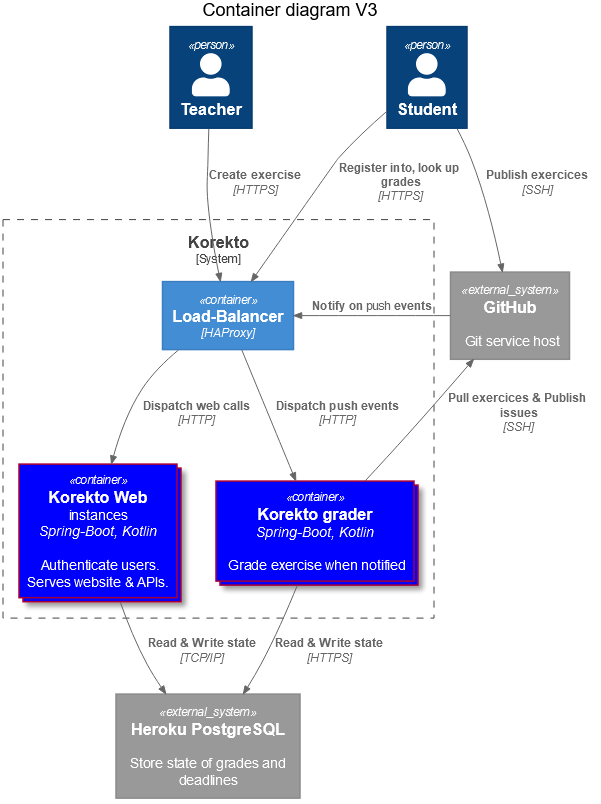 Container diagram V3
«person»
Teacher
«person»
Student
Create exercise
[HTTPS]
Register into, look up
grades
[HTTPS]
Publish exercices
[SSH]
Korekto
[System]
«container»
Load-Balancer
[HAProxy]
Notify on push events
«external_system»
GitHub
Git service host
Dispatch web calls
[HTTP]
Dispatch push events
[HTTP]
Pull exercices & Publish
issues
[SSH]
«container»
Korekto Web
instances
Spring-Boot, Kotlin
Authenticate users.
Serves website & APIs.
«container»
Korekto grader
Spring-Boot, Kotlin
Grade exercise when notified
Read & Write state
[TCP/IP]
Read & Write state
[HTTPS]
«external_system»
Heroku PostgreSQL
Store state of grades and
deadlines